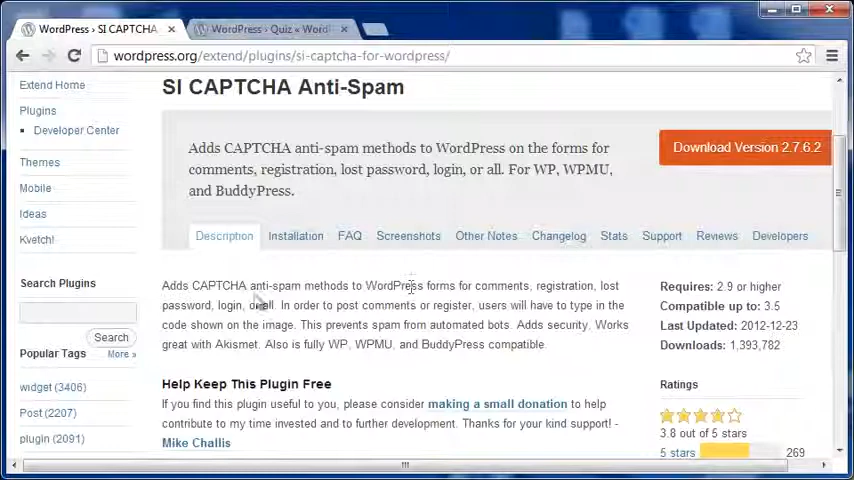 WordPress › SI CAPTCHA
WordPress › Quiz « Word
wordpress.org/extend/plugins/si-captcha-for-wordpress/
Extend Home
Plugins
Developer Center
Themes
Mobile
Ideas
Kvetch!
Search Plugins
Search
Popular Tags More »
widget (3406)
Post (2207)
plugin (2091)
SI CAPTCHA Anti-Spam
Adds CAPTCHA anti-spam methods to WordPress on the forms for
comments, registration, lost password, login, or all. For WP, WPMU,
and BuddyPress.
Download Version 2.7.6.2
Description Installation FAQ Screenshots Other Notes Changelog Stats Support Reviews Developers
Adds CAPTCHA anti-spam methods to WordPress forms for comments, registration, lost
password, login, or all. In order to post comments or register, users will have to type in the
code shown on the image. This prevents spam from automated bots. Adds security. Works
great with Akismet. Also is fully WP, WPMU, and BuddyPress compatible.
Help Keep This Plugin Free
If you find this plugin useful to you, please consider making a small donation to help
contribute to my time invested and to further development. Thanks for your kind support! -
Mike Challis
Requires: 2.9 or higher
Compatible up to: 3.5
Last Updated: 2012-12-23
Downloads: 1,393,782
Ratings
3.8 out of 5 stars
5 stars 269